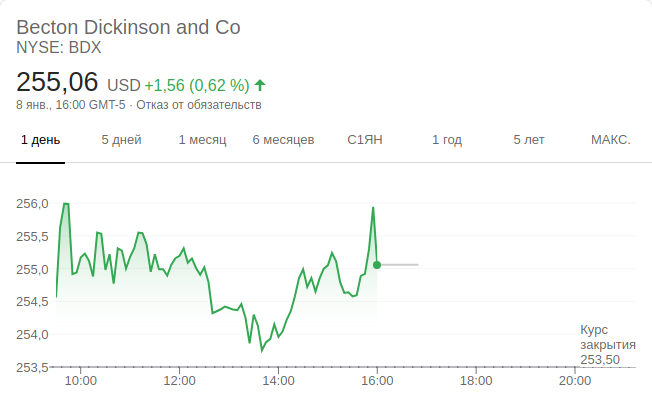 Becton Dickinson and Co
NYSE: BDX
255,06 USD +1,56 (0,62 %)
8 янв., 16:00 GMT-5 · Отказ от обязательств
1 день 5 дней 1 месяц 6 месяцев С1ЯН 1 год 5 лет МАКС.
256,0
255,5
255,0
254,5
254,0
253,5
Курс
закрытия
253,50
10:00 12:00 14:00 16:00 18:00 20:00